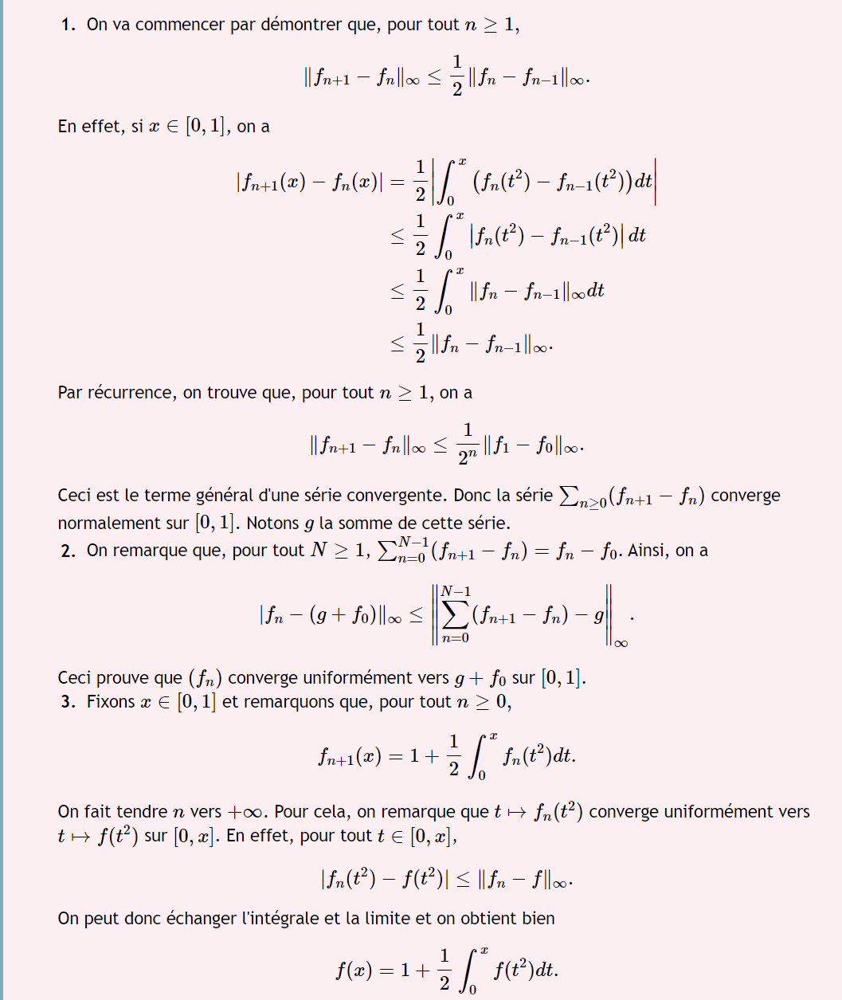 1. On va commencer par démontrer que, pour tout $n \geq 1$,
$$\|f_{n+1} - f_n\|_\infty \leq \frac{1}{2}\|f_n - f_{n-1}\|_\infty.$$
En effet, si $x \in [0, 1]$, on a
$$|f_{n+1}(x) - f_n(x)| = \frac{1}{2}\left|\int_0^x (f_n(t^2) - f_{n-1}(t^2))dt\right|$$
$$\leq \frac{1}{2}\int_0^x |f_n(t^2) - f_{n-1}(t^2)|\, dt$$
$$\leq \frac{1}{2}\int_0^x \|f_n - f_{n-1}\|_\infty dt$$
$$\leq \frac{1}{2}\|f_n - f_{n-1}\|_\infty.$$
Par récurrence, on trouve que, pour tout $n \geq 1$, on a
$$\|f_{n+1} - f_n\|_\infty \leq \frac{1}{2^n}\|f_1 - f_0\|_\infty.$$
Ceci est le terme général d'une série convergente. Donc la série $\sum_{n\geq 0}(f_{n+1} - f_n)$ converge
normalement sur $[0, 1]$. Notons $g$ la somme de cette série.
2. On remarque que, pour tout $N \geq 1$, $\sum_{n=0}^{N-1}(f_{n+1} - f_n) = f_n - f_0$. Ainsi, on a
$$|f_n - (g + f_0)\|_\infty \leq \left\|\sum_{n=0}^{N-1}(f_{n+1} - f_n) - g\right\|_\infty.$$
Ceci prouve que $(f_n)$ converge uniformément vers $g + f_0$ sur $[0, 1]$.
3. Fixons $x \in [0, 1]$ et remarquons que, pour tout $n \geq 0$,
$$f_{n+1}(x) = 1 + \frac{1}{2}\int_0^x f_n(t^2)dt.$$
On fait tendre $n$ vers $+\infty$. Pour cela, on remarque que $t \mapsto f_n(t^2)$ converge uniformément vers
$t \mapsto f(t^2)$ sur $[0, x]$. En effet, pour tout $t \in [0, x]$,
$$|f_n(t^2) - f(t^2)| \leq \|f_n - f\|_\infty.$$
On peut donc échanger l'intégrale et la limite et on obtient bien
$$f(x) = 1 + \frac{1}{2}\int_0^x f(t^2)dt.$$